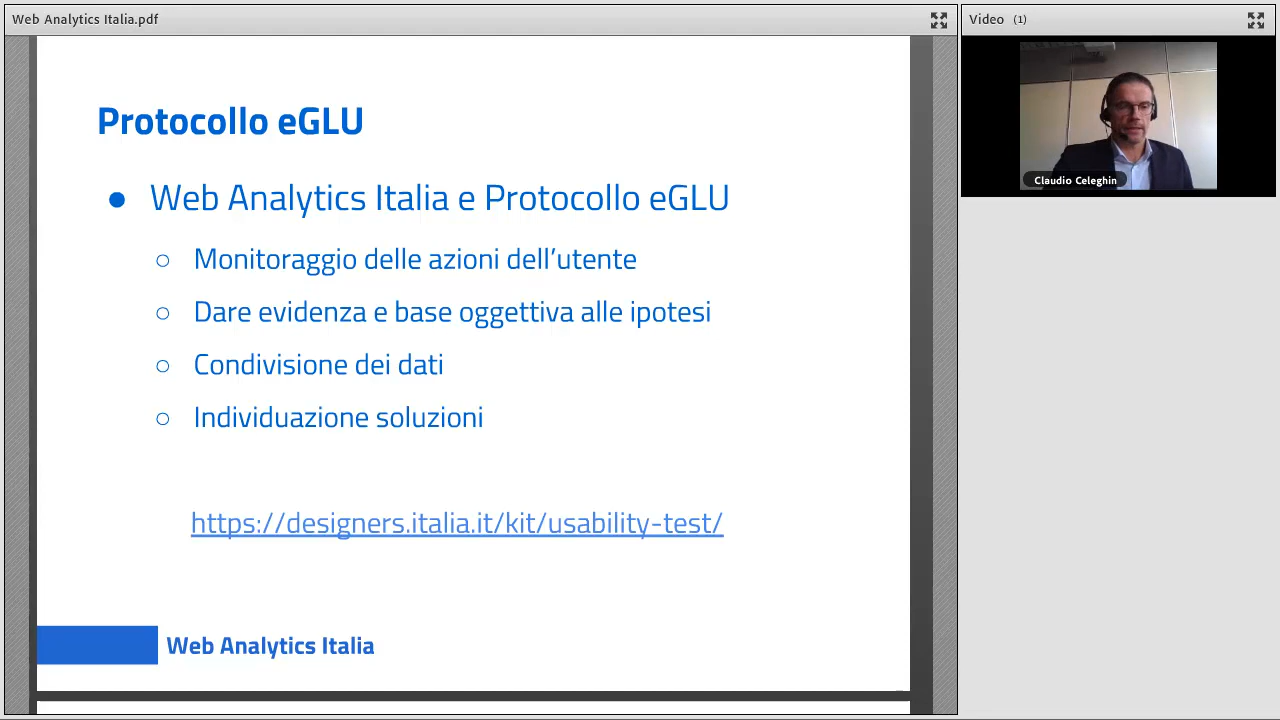 Web Analytics Italia.pdf
Video (1)
Claudio Celeghin
Protocollo eGLU
● Web Analytics Italia e Protocollo eGLU
○ Monitoraggio delle azioni dell’utente
○ Dare evidenza e base oggettiva alle ipotesi
○ Condivisione dei dati
○ Individuazione soluzioni
https://designers.italia.it/kit/usability-test/
Web Analytics Italia